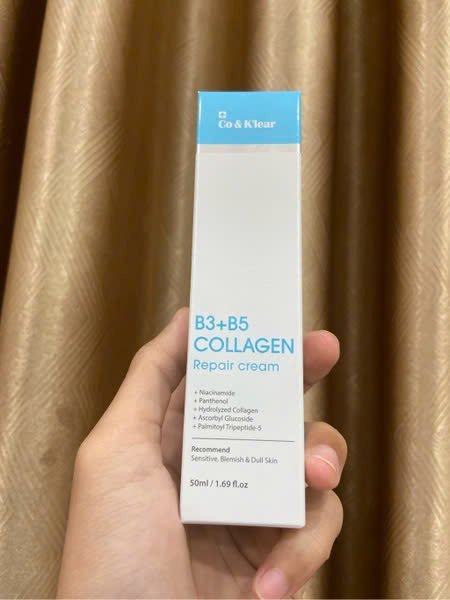 Co & K'lear
B3+B5
COLLAGEN
Repair cream
+ Niacinamide
+ Panthenol
+ Hydrolyzed Collagen
+ Ascorbyl Glucoside
+ Palmitoyl Tripeptide-5
Recommend
Sensitive, Blemish & Dull Skin
50ml / 1.69 fl.oz